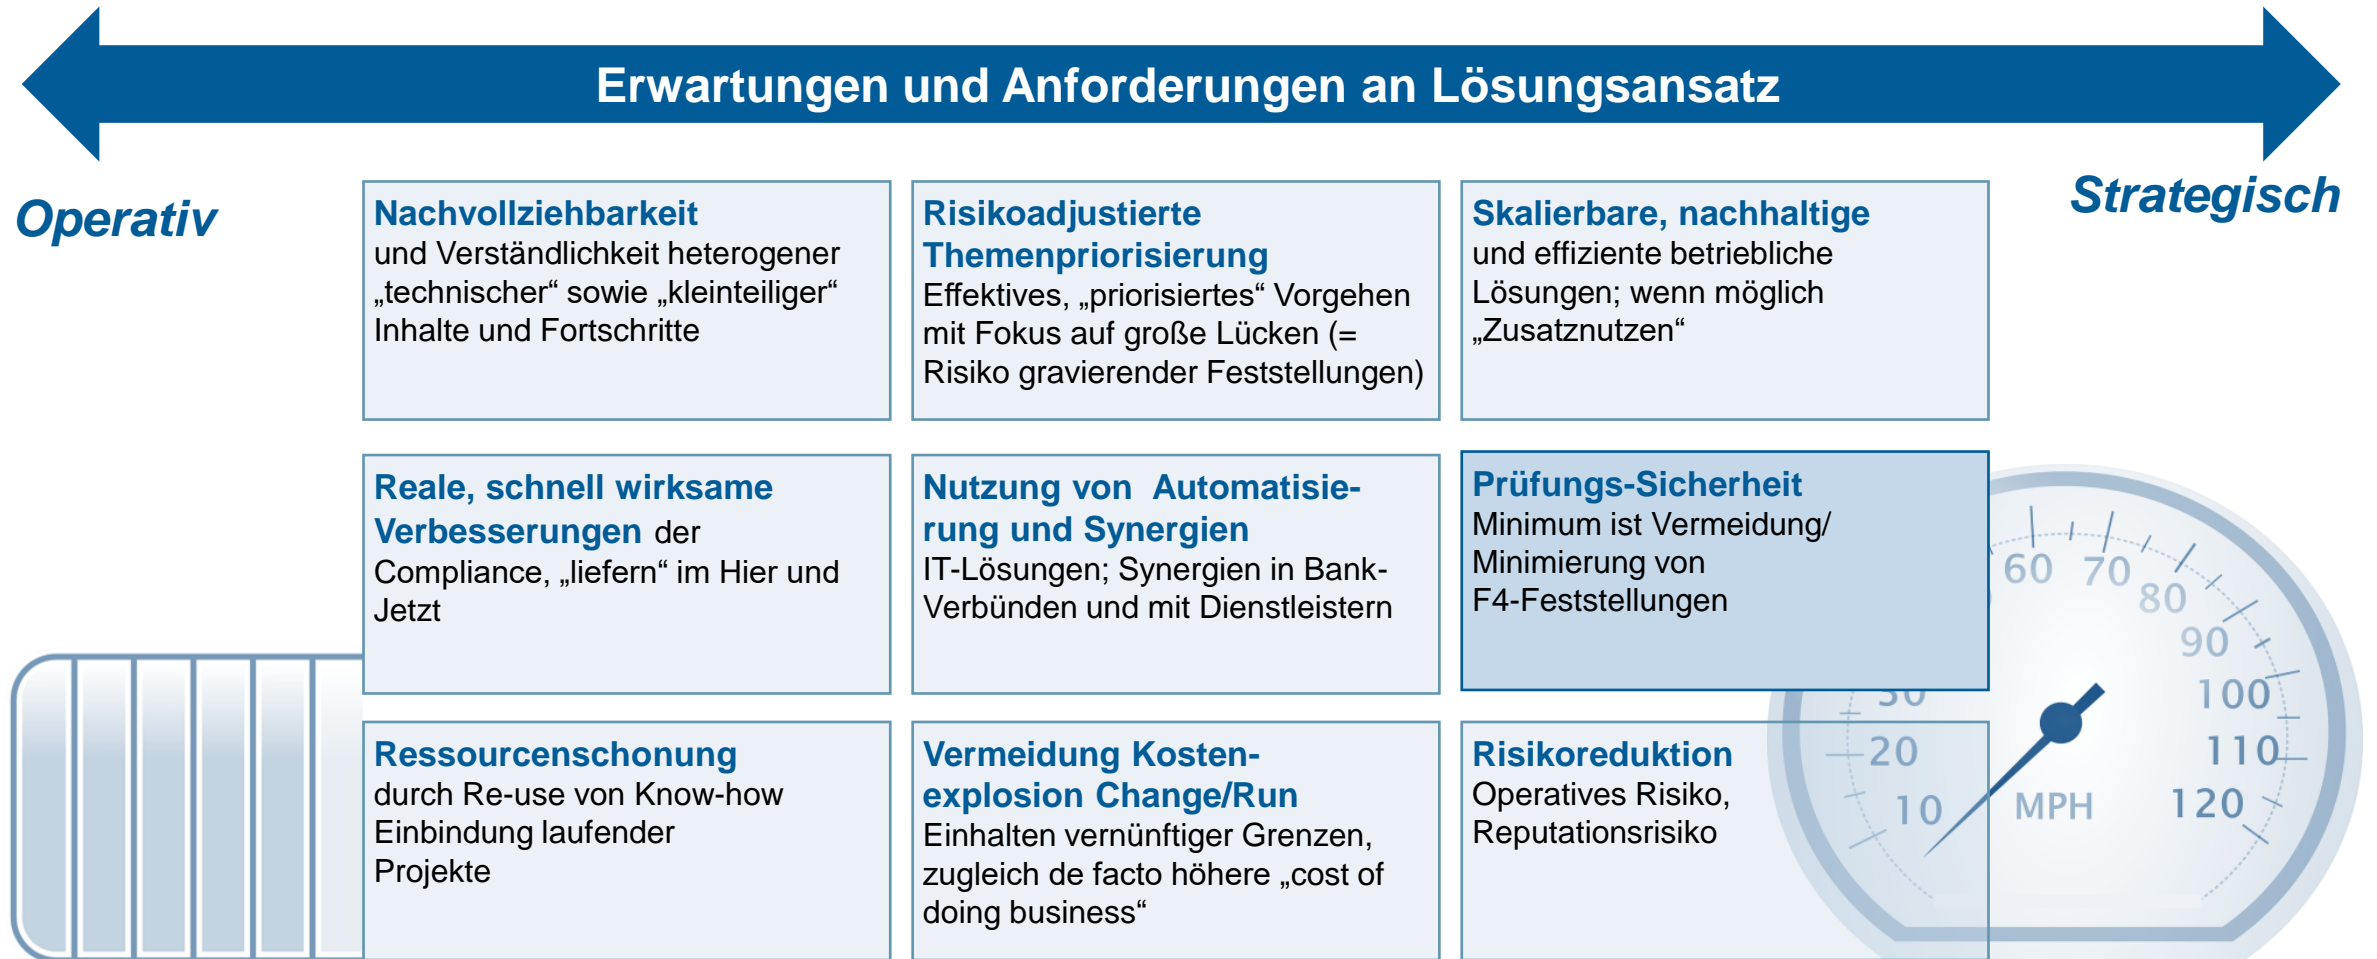 Erwartungen und Anforderungen an Lösungsansatz
Operativ
Strategisch
Nachvollziehbarkeit
und Verständlichkeit heterogener
„technischer“ sowie „kleinteiliger“
Inhalte und Fortschritte
Risikoadjustierte
Themenpriorisierung
Effektives, „priorisiertes“ Vorgehen
mit Fokus auf große Lücken (=
Risiko gravierender Feststellungen)
Skalierbare, nachhaltige
und effiziente betriebliche
Lösungen; wenn möglich
„Zusatznutzen“
Reale, schnell wirksame
Verbesserungen der
Compliance, „liefern“ im Hier und
Jetzt
Nutzung von Automatisie-
rung und Synergien
IT-Lösungen; Synergien in Bank-
Verbünden und mit Dienstleistern
Prüfungs-Sicherheit
Minimum ist Vermeidung/
Minimierung von
F4-Feststellungen
Ressourcenschonung
durch Re-use von Know-how
Einbindung laufender
Projekte
Vermeidung Kosten-
explosion Change/Run
Einhalten vernünftiger Grenzen,
zugleich de facto höhere „cost of
doing business“
Risikoreduktion
Operatives Risiko,
Reputationsrisiko
10
20
30
60
70
80
90
100
110
120
MPH